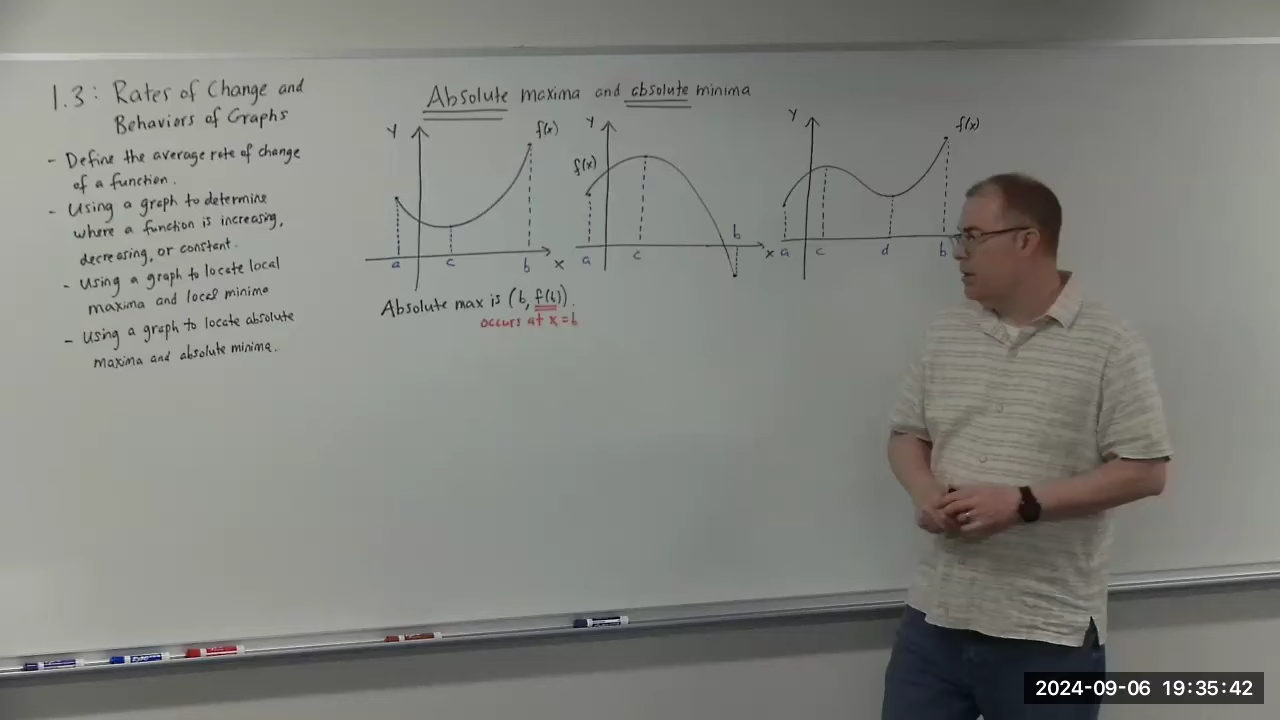 1.3: Rates of Change and
Behaviors of Graphs
- Define the average rate of change
of a function.
- Using a graph to determine
where a function is increasing,
decreasing, or constant.
- Using a graph to locate local
maxima and local minima
- Using a graph to locate absolute
maxima and absolute minima.
Absolute maxima and absolute minima
y
f(x)
a
c
b
x
Absolute max is (b, f(b)).
occurs at x=b
y
f(x)
a
c
b
x
y
f(x)
a
c
d
b
2024-09-06 19:35:42